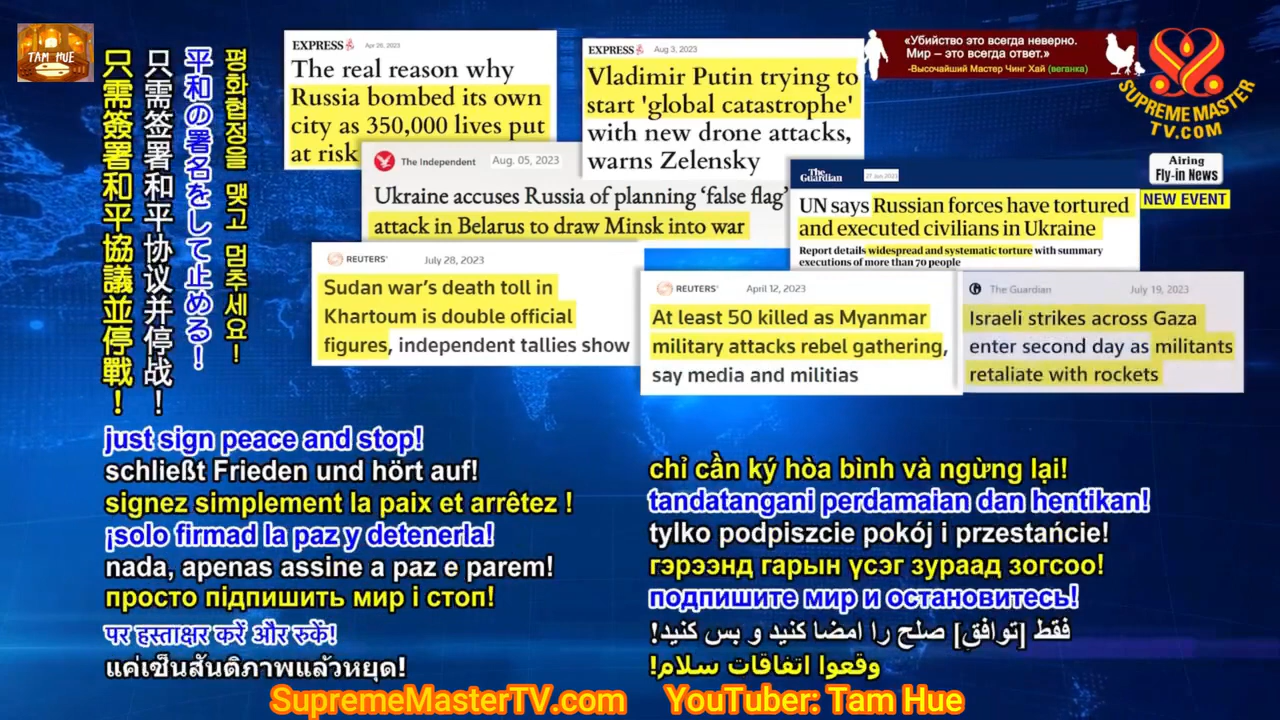 TAM HUE
평화협정을 맺고 멈추세요!
平和の署名をして止める!
只需签署和平协议并停战!
只需簽署和平協議並停戰!
EXPRESS
Apr 28, 2023
The real reason why
Russia bombed its own
city as 350,000 lives put
at risk
EXPRESS
Aug 3, 2023
Vladimir Putin trying to
start 'global catastrophe'
with new drone attacks,
warns Zelensky
«Убийство это всегда неверно.
Мир – это всегда ответ.»
-Высочайший Мастер Чинг Хай (веганка)
SUPREME MASTER
TV.COM
Airing
Fly-in News
NEW EVENT
The Independent
Aug. 05, 2023
Ukraine accuses Russia of planning ‘false flag’
attack in Belarus to draw Minsk into war
The Guardian
27 Jun 2023
UN says Russian forces have tortured
and executed civilians in Ukraine
Report details widespread and systematic torture with summary
executions of more than 70 people
REUTERS
July 28, 2023
Sudan war’s death toll in
Khartoum is double official
figures, independent tallies show
REUTERS
April 12, 2023
At least 50 killed as Myanmar
military attacks rebel gathering,
say media and militias
The Guardian
July 19, 2023
Israeli strikes across Gaza
enter second day as militants
retaliate with rockets
just sign peace and stop!
schließt Frieden und hört auf!
signez simplement la paix et arrêtez !
¡solo firmad la paz y detenerla!
nada, apenas assine a paz e parem!
просто підпишить мир і стоп!
पर हस्ताक्षर करें और रुकें!
แค่เซ็นสันติภาพแล้วหยุด!
chỉ cần ký hòa bình và ngừng lại!
tandatangani perdamaian dan hentikan!
tylko podpiszcie pokój i przestańcie!
гэрээнд гарын үсэг зураад зогсоо!
подпишите мир и остановитесь!
فقط [توافقِ] صلح را امضا کنید و بس کنید!
وقعوا اتفاقات سلام!
SupremeMasterTV.com YouTuber: Tam Hue